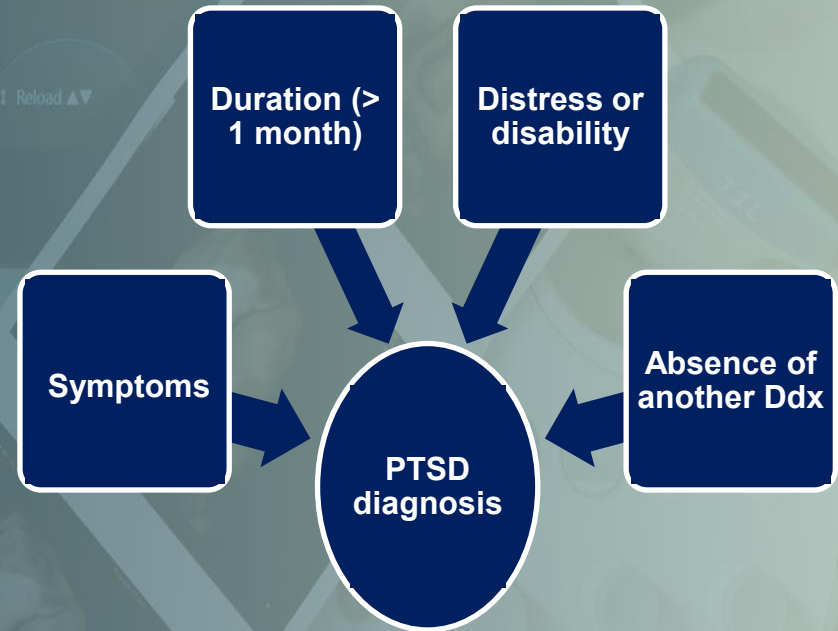 Duration (>
1 month)
Distress or
disability
Symptoms
Absence of
another Ddx
PTSD
diagnosis
Reload ▲▼